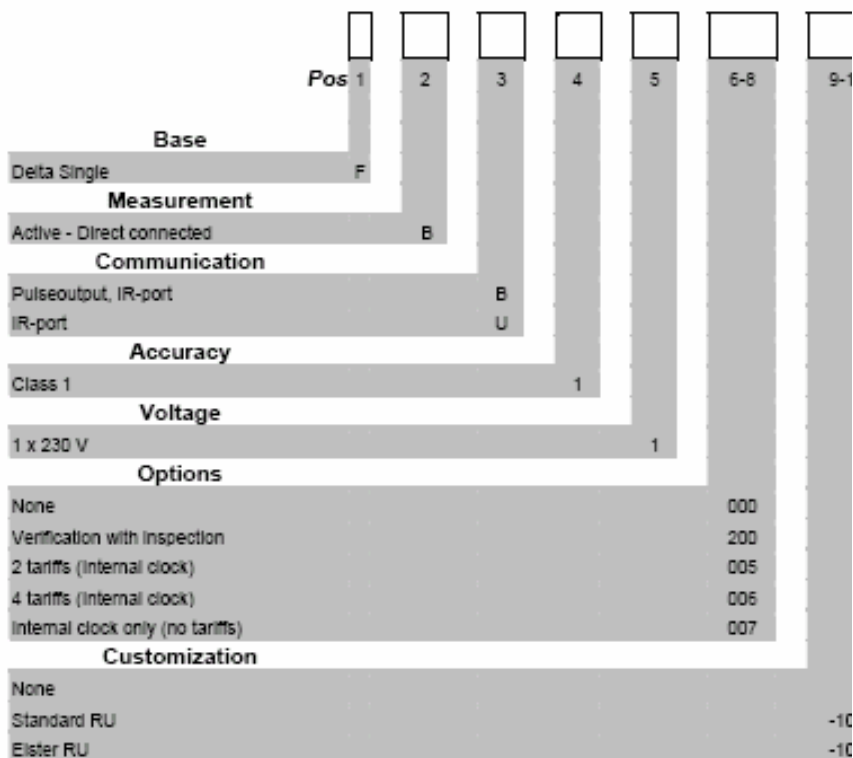 Pos 1 2 3 4 5 6-8 9-1
Base
Delta Single F
Measurement
Active - Direct connected B
Communication
Pulseoutput, IR-port B
IR-port U
Accuracy
Class 1 1
Voltage
1 x 230 V 1
Options
None 000
Verification with inspection 200
2 tariffs (Internal clock) 005
4 tariffs (Internal clock) 006
Internal clock only (no tariffs) 007
Customization
None
Standard RU -10
Elster RU -10